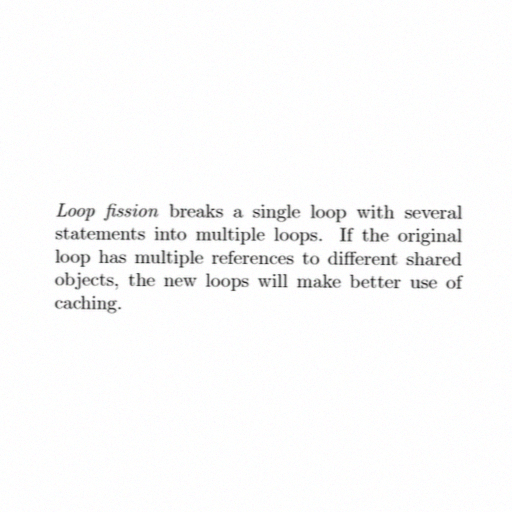 Loop fission breaks a single loop with several
statements into multiple loops. If the original
loop has multiple references to different shared
objects, the new loops will make better use of
caching.